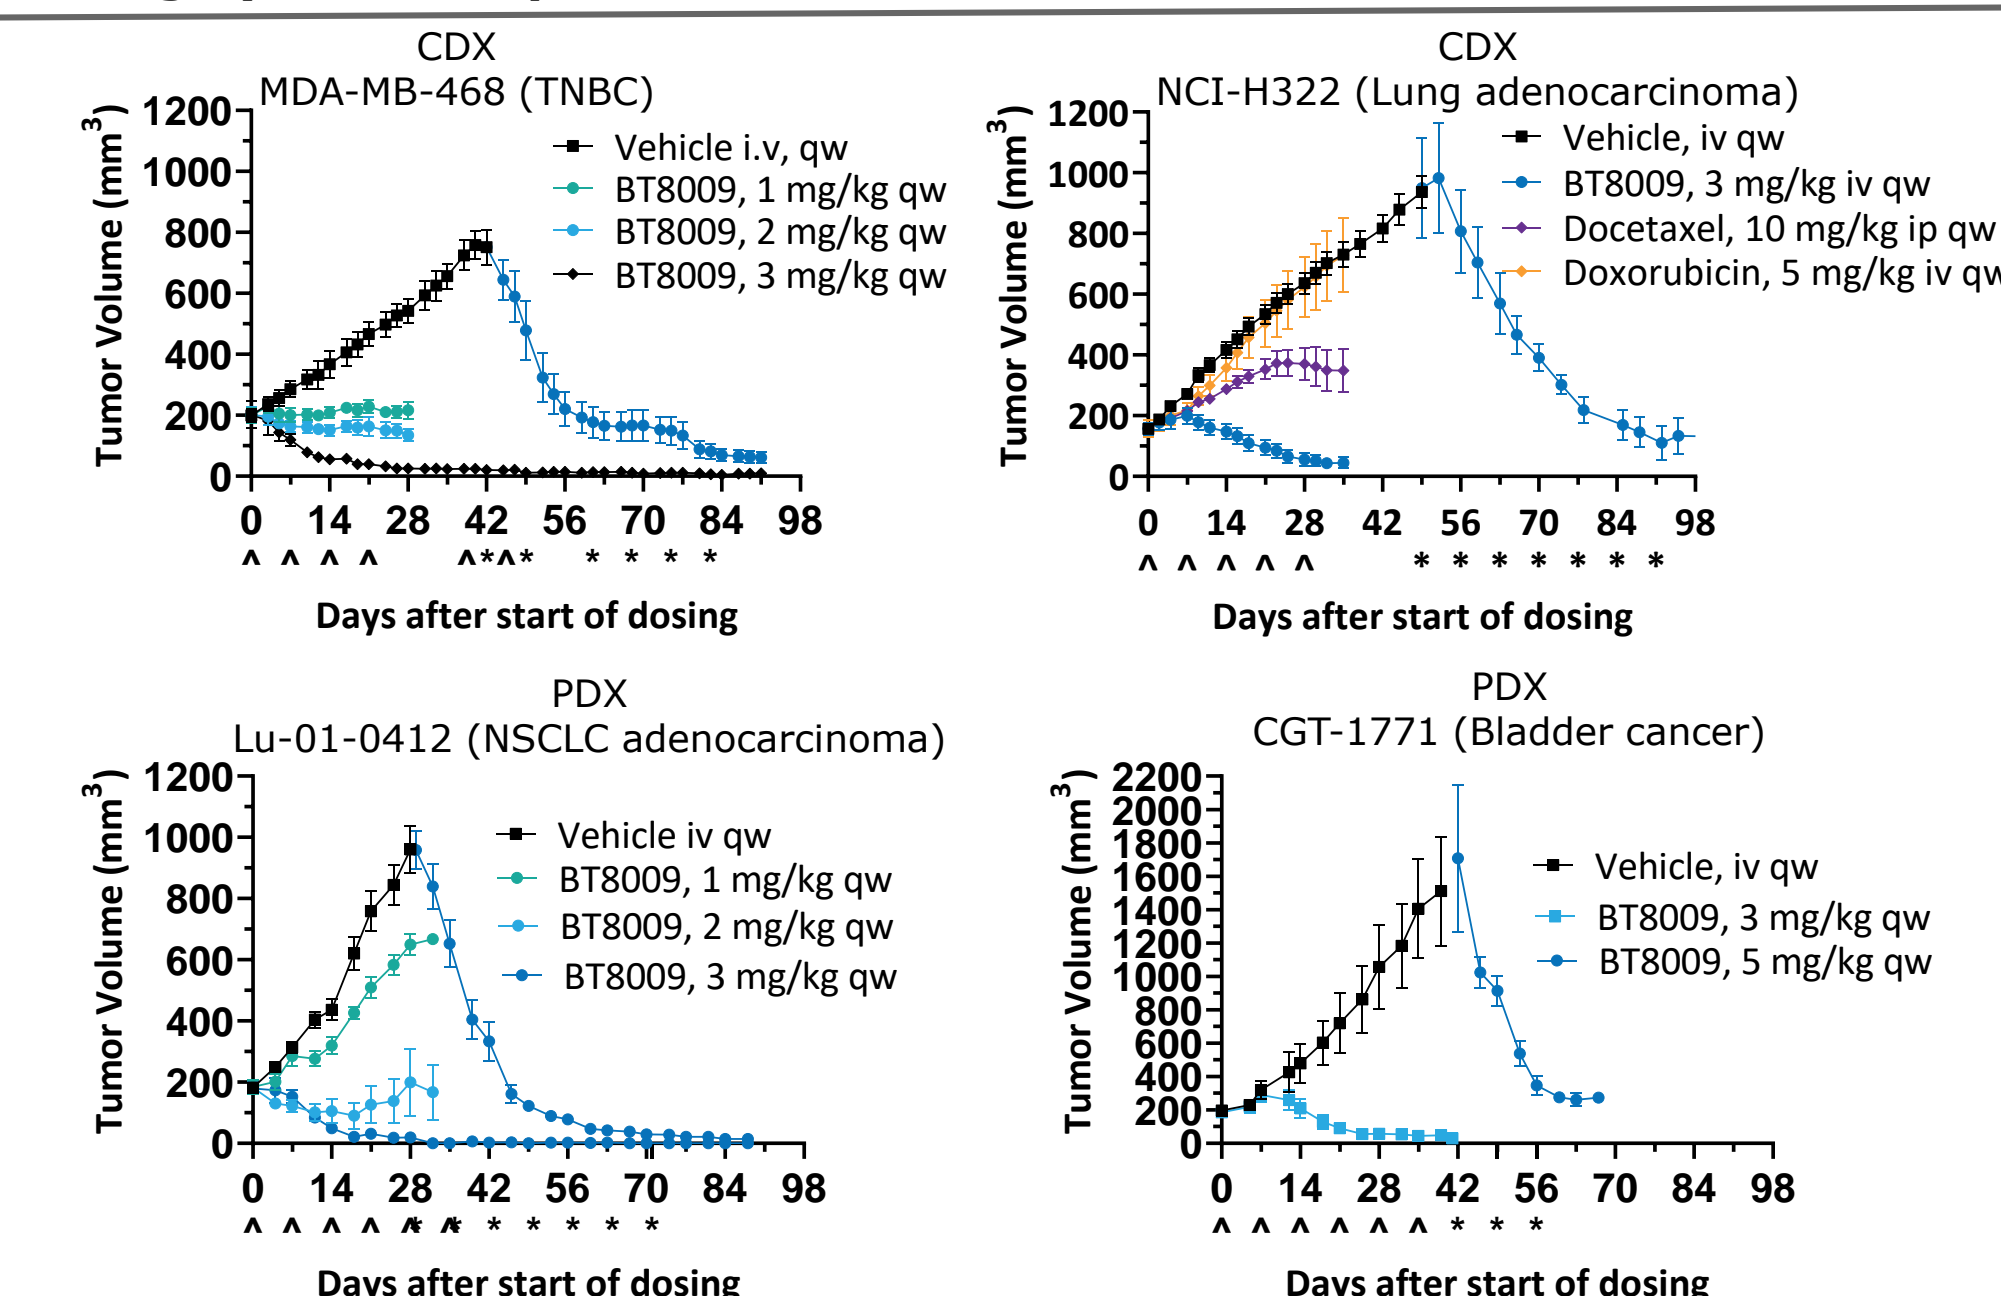 CDX
MDA-MB-468 (TNBC)
Tumor Volume (mm3)
1200
1000
800
600
400
200
0
Vehicle i.v, qw
BT8009, 1 mg/kg qw
BT8009, 2 mg/kg qw
BT8009, 3 mg/kg qw
0 14 28 42 56 70 84 98
^ ^ ^ ^ ^*^* * * * *
Days after start of dosing
CDX
NCI-H322 (Lung adenocarcinoma)
Tumor Volume (mm3)
1200
1000
800
600
400
200
0
Vehicle, iv qw
BT8009, 3 mg/kg iv qw
Docetaxel, 10 mg/kg ip qw
Doxorubicin, 5 mg/kg iv qw
0 14 28 42 56 70 84 98
^ ^ ^ ^ ^ * * * * * * *
Days after start of dosing
PDX
Lu-01-0412 (NSCLC adenocarcinoma)
Tumor Volume (mm3)
1200
1000
800
600
400
200
0
Vehicle iv qw
BT8009, 1 mg/kg qw
BT8009, 2 mg/kg qw
BT8009, 3 mg/kg qw
0 14 28 42 56 70 84 98
^ ^ ^ ^ ^* ^* * * * * *
Days after start of dosing
PDX
CGT-1771 (Bladder cancer)
Tumor Volume (mm3)
2200
2000
1800
1600
1400
1200
1000
800
600
400
200
0
Vehicle, iv qw
BT8009, 3 mg/kg qw
BT8009, 5 mg/kg qw
0 14 28 42 56 70 84 98
^ ^ ^ ^ ^ ^ * * *
Days after start of dosing